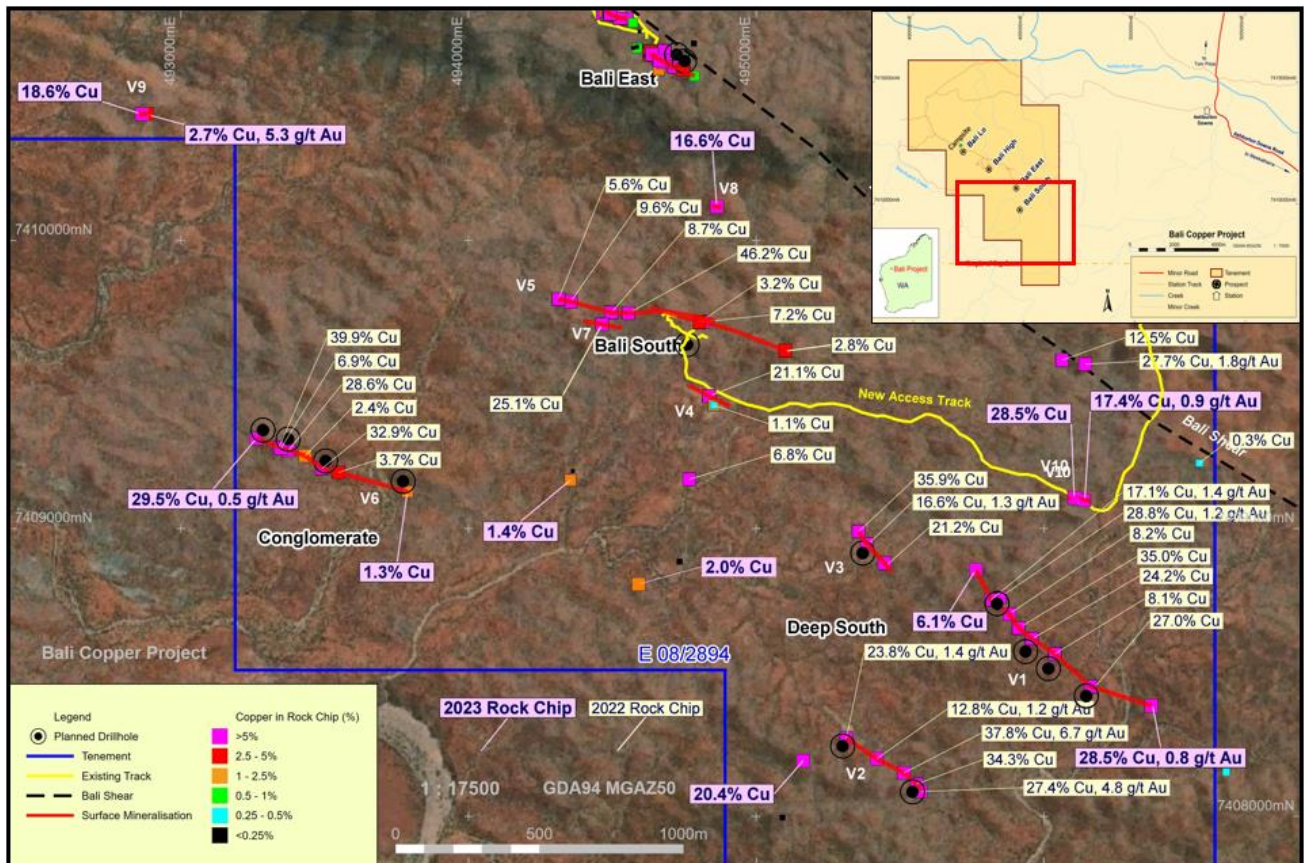 493000mE
494000mE
495000mE
Bali East
V9
18.6% Cu
2.7% Cu, 5.3 g/t Au
16.6% Cu
V8
5.6% Cu
9.6% Cu
8.7% Cu
46.2% Cu
3.2% Cu
7.2% Cu
2.8% Cu
7410000mN
V5
V7
Bali South
25.1% Cu
V4
21.1% Cu
1.1% Cu
6.8% Cu
New Access Track
12.5% Cu
27.7% Cu, 1.8g/t Au
28.5% Cu
17.4% Cu, 0.9 g/t Au
Bali Shear
0.3% Cu
V10
V10
39.9% Cu
6.9% Cu
28.6% Cu
2.4% Cu
32.9% Cu
3.7% Cu
29.5% Cu, 0.5 g/t Au
V6
Conglomerate
1.3% Cu
1.4% Cu
2.0% Cu
7409000mN
35.9% Cu
16.6% Cu, 1.3 g/t Au
21.2% Cu
V3
17.1% Cu, 1.4 g/t Au
28.8% Cu, 1.2 g/t Au
8.2% Cu
35.0% Cu
24.2% Cu
8.1% Cu
27.0% Cu
6.1% Cu
Deep South
V1
23.8% Cu, 1.4 g/t Au
12.8% Cu, 1.2 g/t Au
37.8% Cu, 6.7 g/t Au
34.3% Cu
27.4% Cu, 4.8 g/t Au
28.5% Cu, 0.8 g/t Au
V2
20.4% Cu
7408000mN
Bali Copper Project
E 08/2894
2023 Rock Chip
2022 Rock Chip
1 : 17500
GDA94 MGAZ50
0
500
1000m
Legend
Planned Drillhole
Tenement
Existing Track
Bali Shear
Surface Mineralisation
Copper in Rock Chip (%)
>5%
2.5 - 5%
1 - 2.5%
0.5 - 1%
0.25 - 0.5%
<0.25%
Campsite
Bali Lo
Bali High
Bali East
Bali South
Ashburton Downs
Ashburton Downs Road
Bali Project
WA
Bali Copper Project
Minor Road
Station Track
Creek
Minor Creek
Tenement
Prospect
Station